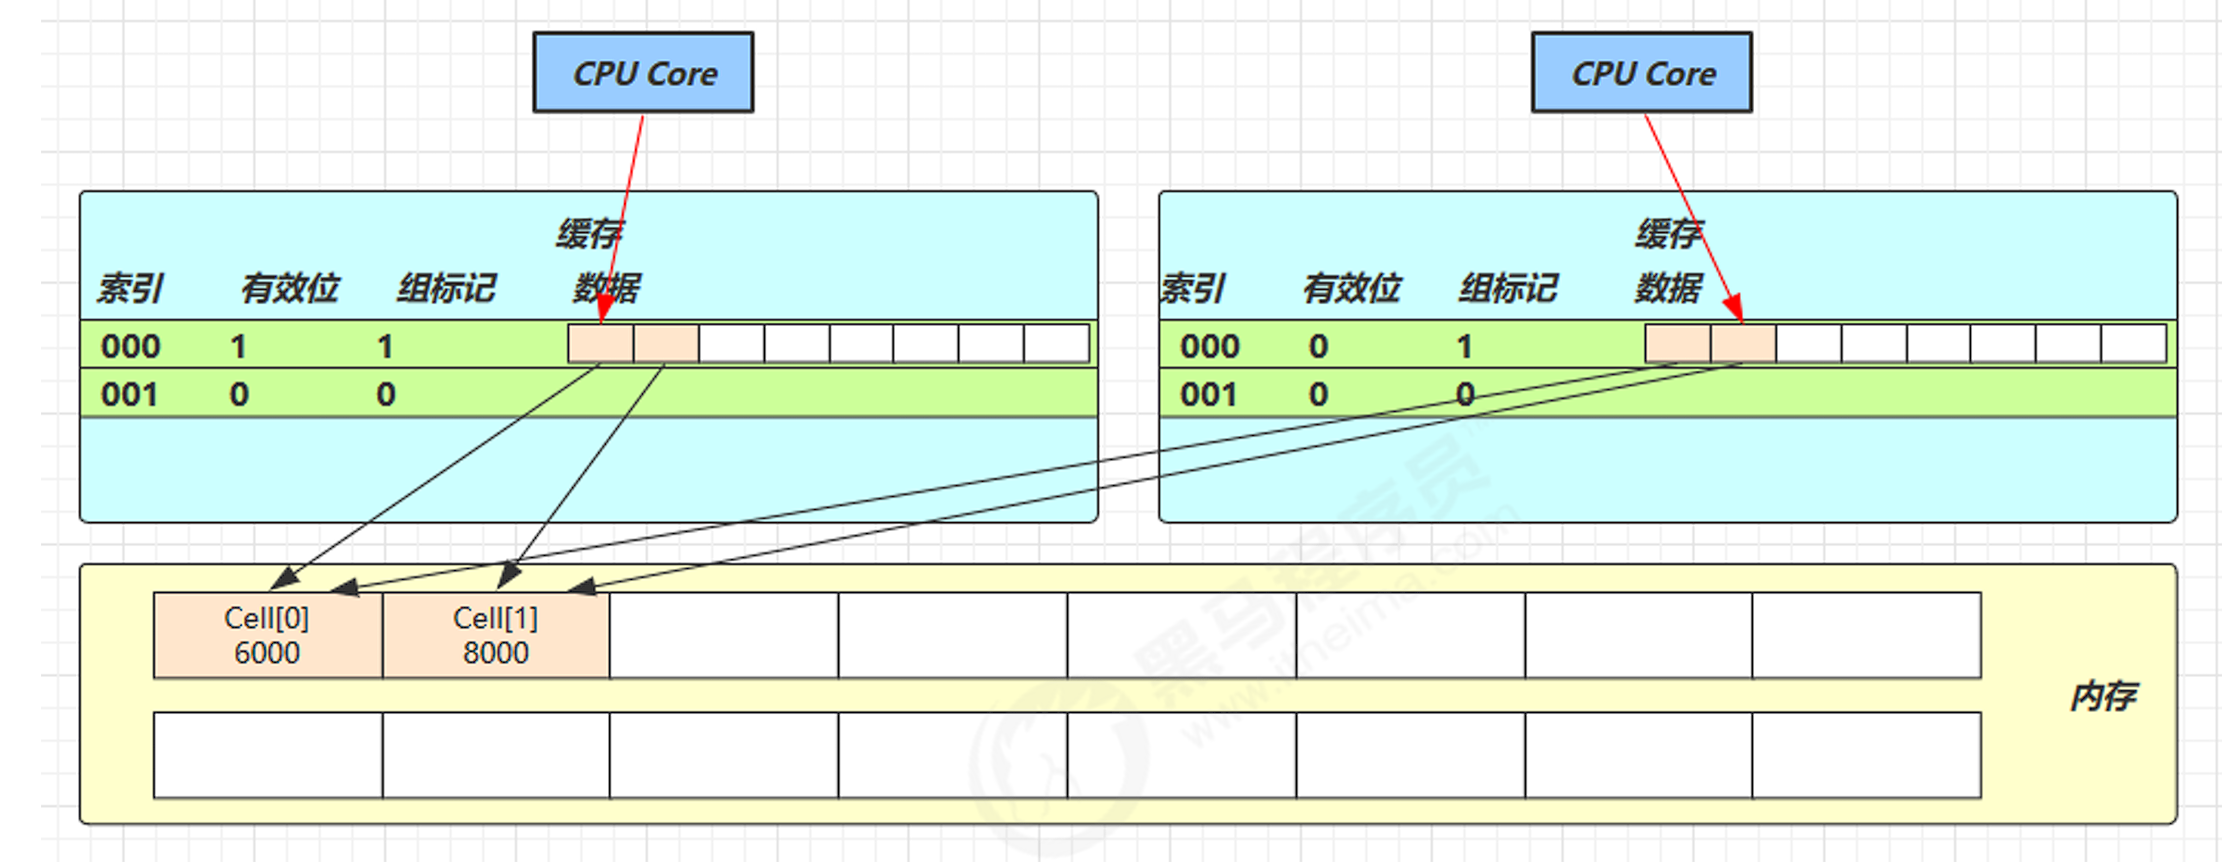 CPU Core
CPU Core
缓存
缓存
索引 有效位 组标记 数据
索引 有效位 组标记 数据
000 1 1
000 0 1
001 0 0
001 0 0
Cell[0]
6000
Cell[1]
8000
内存
黑马程序员™
www.itheima.com